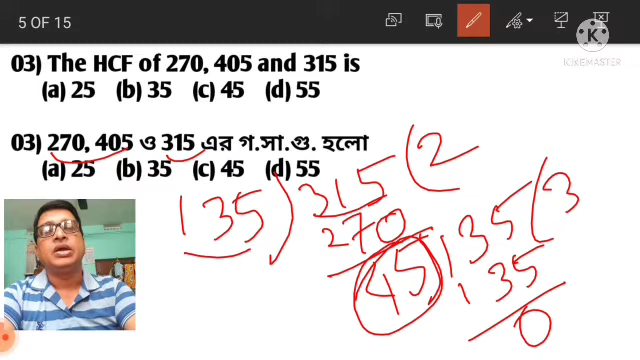 5 OF 15
KINEMASTER
03) The HCF of 270, 405 and 315 is
(a) 25 (b) 35 (c) 45 (d) 55
03) 270, 405 ও 315 এর গ.সা.গু. হলো
(a) 25 (b) 35 (c) 45 (d) 55
135) 315 (2
270
45) 135 (3
135
0